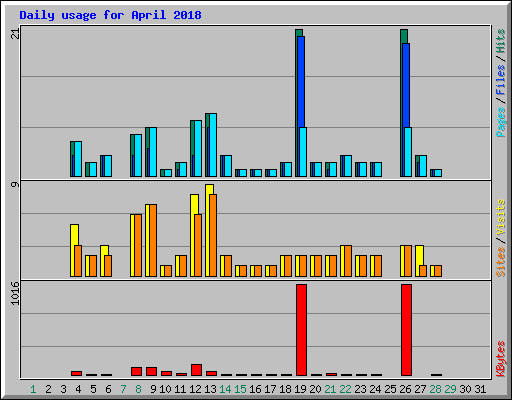 Daily usage for April 2018
21
Pages / Files / Hits
9
Sites / Visits
1016
KBytes
1 2 3 4 5 6 7 8 9 10 11 12 13 14 15 16 17 18 19 20 21 22 23 24 25 26 27 28 29 30 31